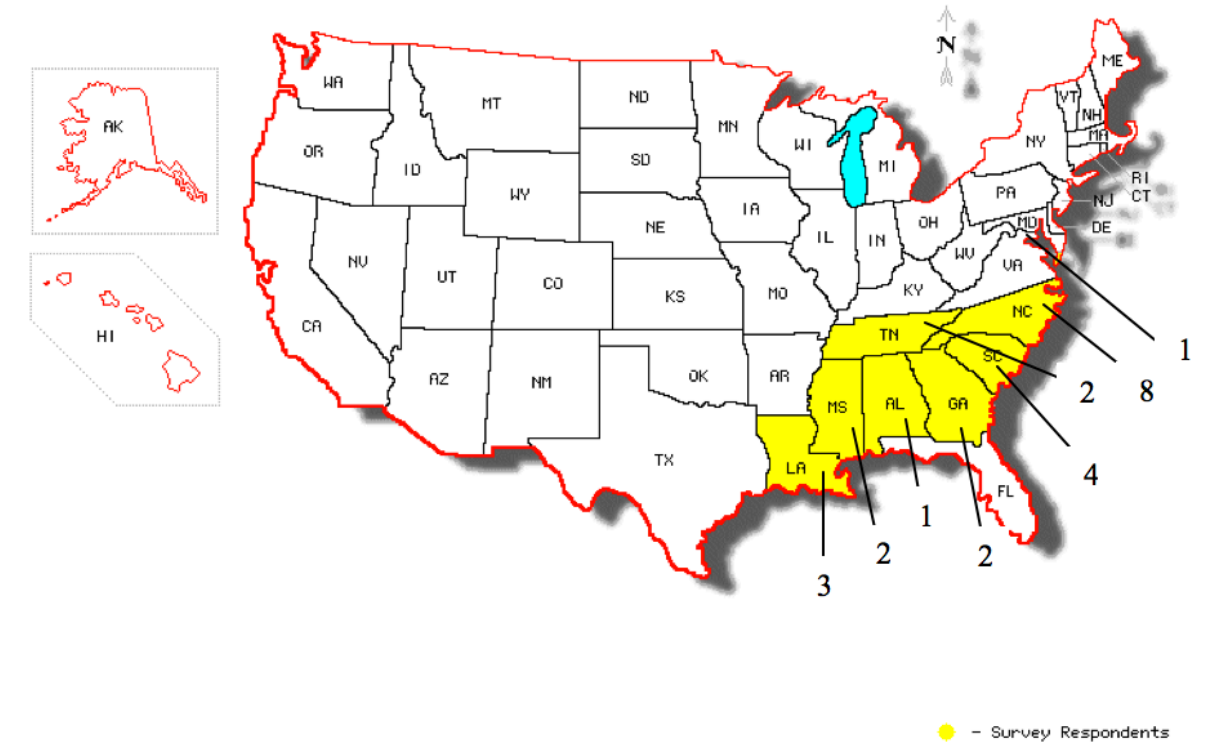 N
ME
WA
VT
NH
MT
ND
MN
AK
MA
OR
WI
NY
SD
ID
MI
RI
WY
PA
CT
NJ
IA
MD
DE
NE
OH
IL
IN
NV
WV
UT
VA
CO
KY
KS
MO
NC
CA
HI
TN
1
SC
AZ
NM
OK
AR
2
8
MS
AL
GA
TX
LA
4
FL
1
2
2
3
- Survey Respondents